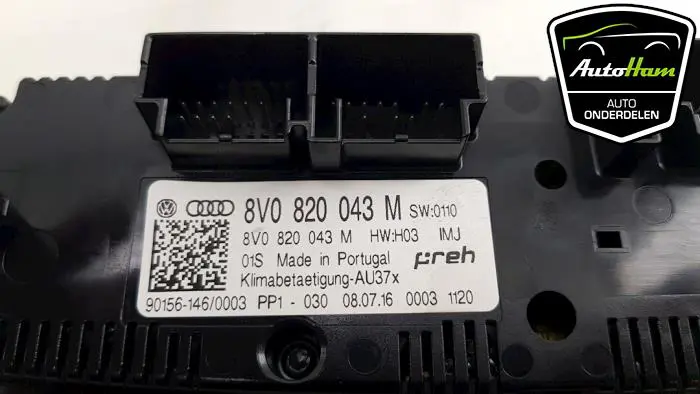 AutoHam
AUTO
ONDERDELEN
8V0 820 043 M SW:0110
8V0 820 043 M HW:H03 IMJ
01S Made in Portugal preh
Klimabetaetigung-AU37x
90156-146/0003 PP1 - 030 08.07.16 0003 1120